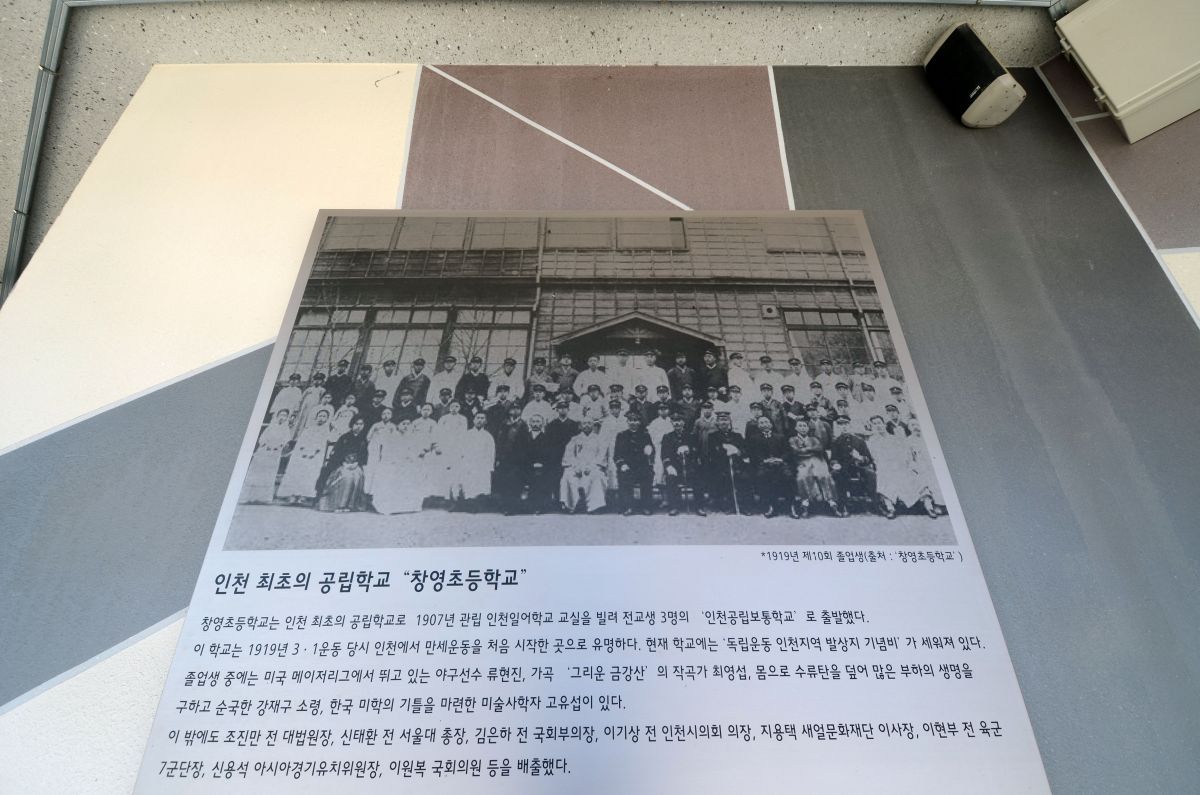 *1919년 제10회 졸업생(출처 : '창영초등학교' )
인천 최초의 공립학교 “창영초등학교”
창영초등학교는 인천 최초의 공립학교로 1907년 관립 인천일어학교 교실을 빌려 전교생 3명의 ‘인천공립보통학교’ 로 출발했다.
이 학교는 1919년 3 · 1운동 당시 인천에서 만세운동을 처음 시작한 곳으로 유명하다. 현재 학교에는 ‘독립운동 인천지역 발상지 기념비’ 가 세워져 있다.
졸업생 중에는 미국 메이저리그에서 뛰고 있는 야구선수 류현진, 가곡 ‘그리운 금강산’ 의 작곡가 최영섭, 몸으로 수류탄을 덮어 많은 부하의 생명을
구하고 순국한 강재구 소령, 한국 미학의 기틀을 마련한 미술사학자 고유섭이 있다.
이 밖에도 조진만 전 대법원장, 신태환 전 서울대 총장, 김은하 전 국회부의장, 이기상 전 인천시의회 의장, 지용택 새얼문화재단 이사장, 이현부 전 육군
7군단장, 신용석 아시아경기유치위원장, 이원복 국회의원 등을 배출했다.